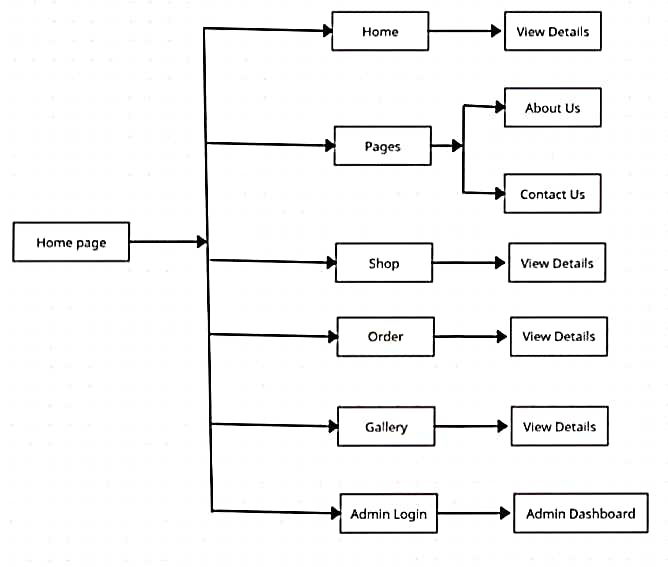 Home
View Details
About Us
Pages
Contact Us
Home page
Shop
View Details
Order
View Details
Gallery
View Details
Admin Login
Admin Dashboard